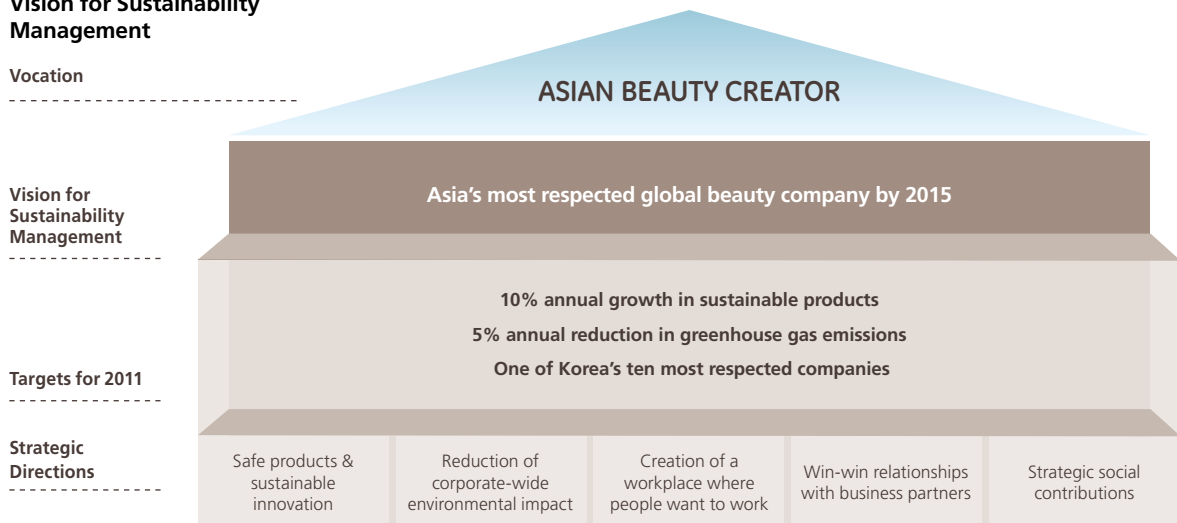 Vision for Sustainability
Management
Vocation
ASIAN BEAUTY CREATOR
Vision for
Sustainability
Management
Asia's most respected global beauty company by 2015
Targets for 2011
10% annual growth in sustainable products
5% annual reduction in greenhouse gas emissions
One of Korea's ten most respected companies
Strategic
Directions
Safe products &
sustainable
innovation
Reduction of
corporate-wide
environmental impact
Creation of a
workplace where
people want to work
Win-win relationships
with business partners
Strategic social
contributions